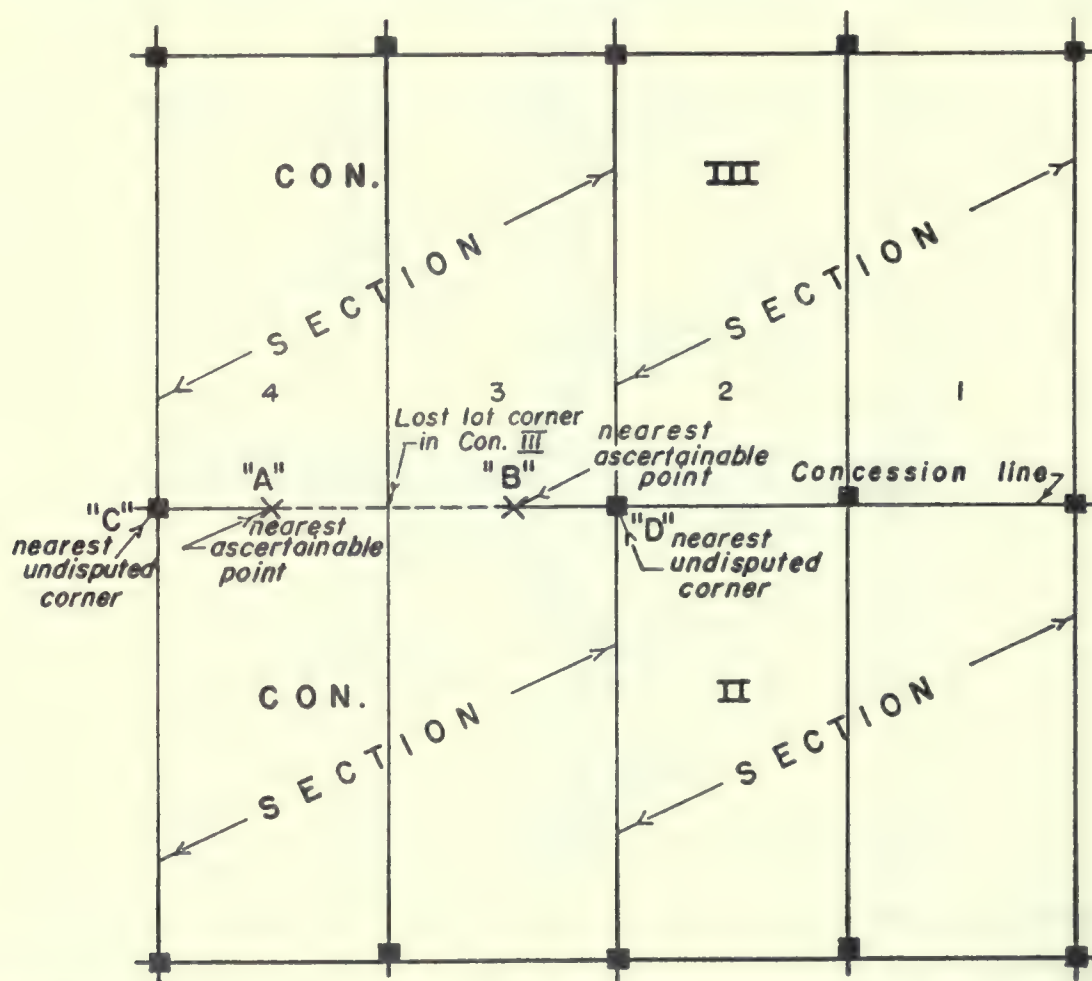 CON.
III
SECTION
SECTION
4
3
2
1
Lost lot corner
in Con. III
nearest
ascertainable
point
"A"
"B"
Concession line
"C"
nearest
undisputed
corner
nearest
ascertainable
point
"D"
nearest
undisputed
corner
CON.
II
SECTION
SECTION